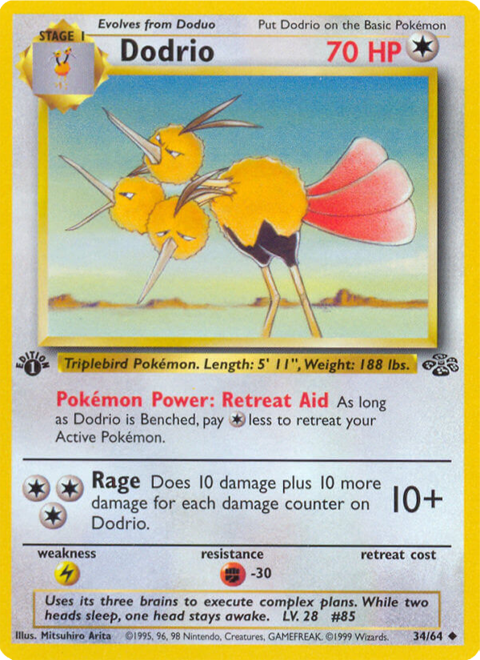 Evolves from Doduo
Put Dodrio on the Basic Pokémon
STAGE 1
Dodrio
70 HP
EDITION
1
Triplebird Pokémon. Length: 5' 11", Weight: 188 lbs.
Pokémon Power: Retreat Aid As long
as Dodrio is Benched, pay less to retreat your
Active Pokémon.
Rage Does 10 damage plus 10 more
damage for each damage counter on
Dodrio.
10+
weakness
resistance
retreat cost
-30
Uses its three brains to execute complex plans. While two
heads sleep, one head stays awake. LV. 28 #85
Illus. Mitsuhiro Arita ©1995, 96, 98 Nintendo, Creatures, GAMEFREAK. ©1999 Wizards. 34/64